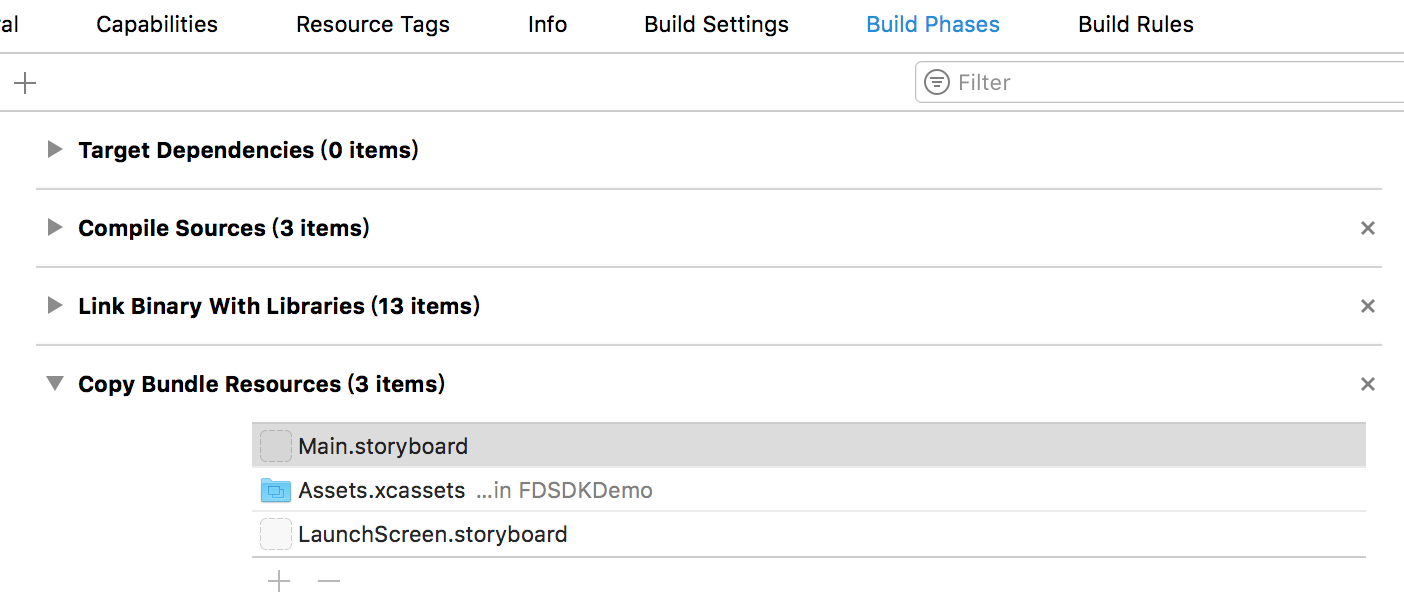 al Capabilities Resource Tags Info Build Settings Build Phases Build Rules
Filter
Target Dependencies (0 items)
Compile Sources (3 items)
Link Binary With Libraries (13 items)
Copy Bundle Resources (3 items)
Main.storyboard
Assets.xcassets ...in FDSDKDemo
LaunchScreen.storyboard